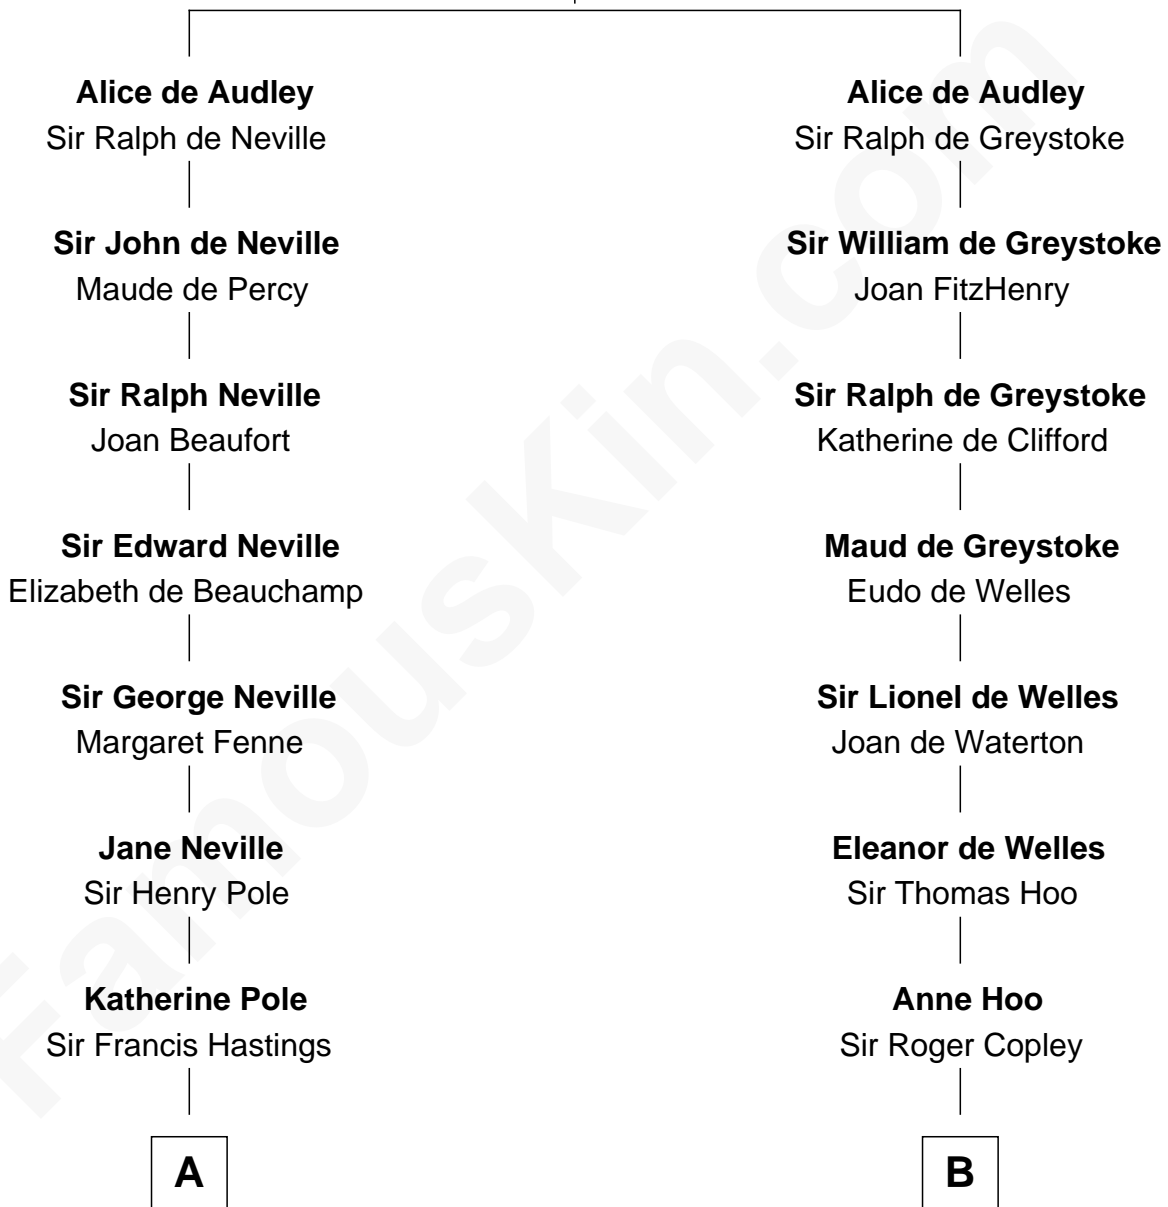 Alice de Audley
Sir Ralph de Neville
Sir John de Neville
Maude de Percy
Sir Ralph Neville
Joan Beaufort
Sir Edward Neville
Elizabeth de Beauchamp
Sir George Neville
Margaret Fenne
Jane Neville
Sir Henry Pole
Katherine Pole
Sir Francis Hastings
A
Alice de Audley
Sir Ralph de Greystoke
Sir William de Greystoke
Joan FitzHenry
Sir Ralph de Greystoke
Katherine de Clifford
Maud de Greystoke
Eudo de Welles
Sir Lionel de Welles
Joan de Waterton
Eleanor de Welles
Sir Thomas Hoo
Anne Hoo
Sir Roger Copley
B
FamousKin.com